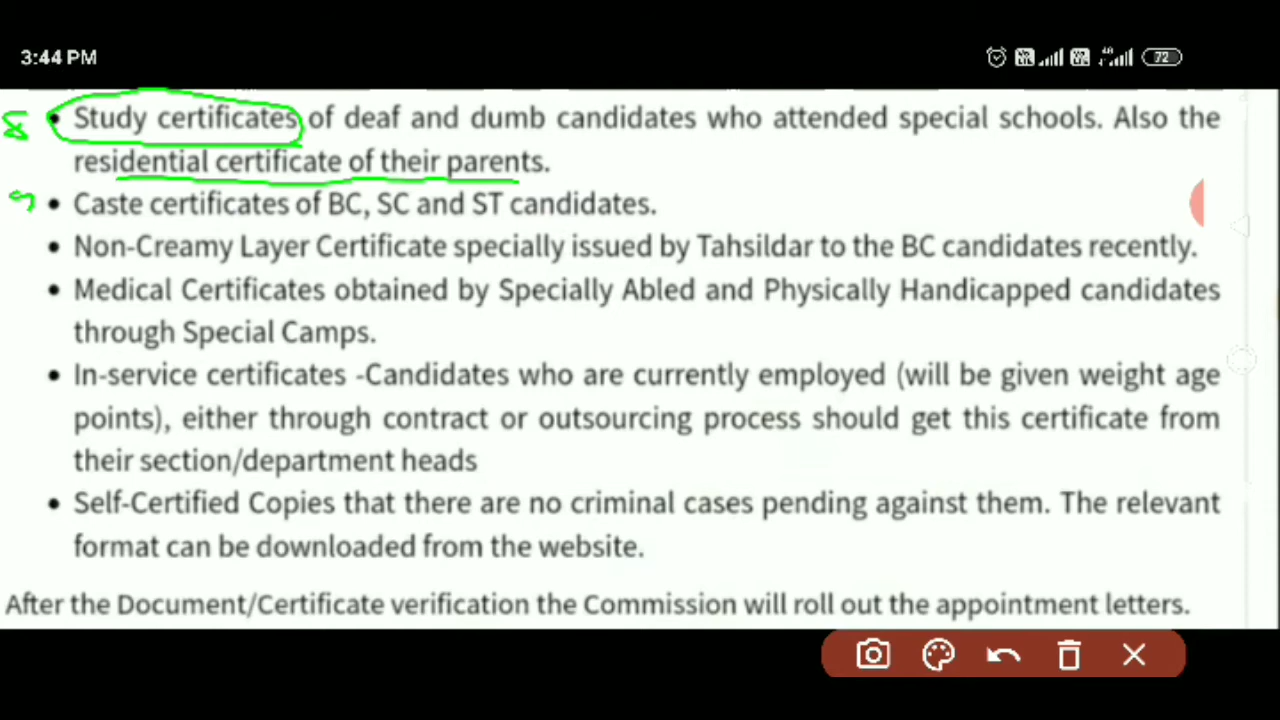 3:44 PM
72
8) • Study certificates of deaf and dumb candidates who attended special schools. Also the
residential certificate of their parents.
9 • Caste certificates of BC, SC and ST candidates.
• Non-Creamy Layer Certificate specially issued by Tahsildar to the BC candidates recently.
• Medical Certificates obtained by Specially Abled and Physically Handicapped candidates
through Special Camps.
• In-service certificates -Candidates who are currently employed (will be given weight age
points), either through contract or outsourcing process should get this certificate from
their section/department heads
• Self-Certified Copies that there are no criminal cases pending against them. The relevant
format can be downloaded from the website.
After the Document/Certificate verification the Commission will roll out the appointment letters.